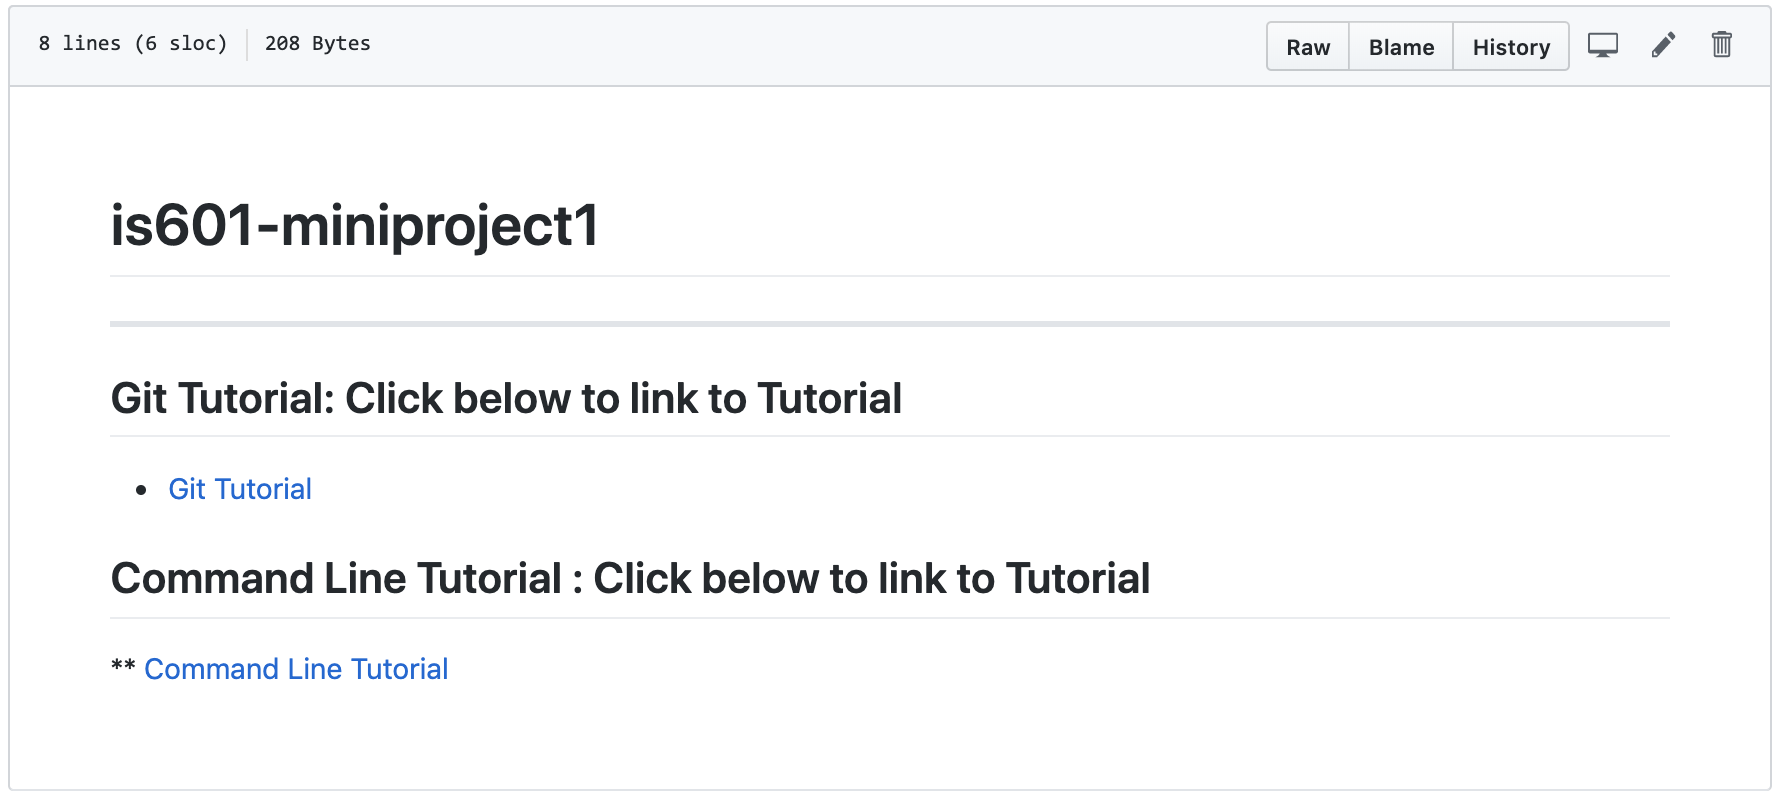 8 lines (6 sloc) 208 Bytes Raw Blame History
is601-miniproject1
Git Tutorial: Click below to link to Tutorial
• Git Tutorial
Command Line Tutorial : Click below to link to Tutorial
** Command Line Tutorial